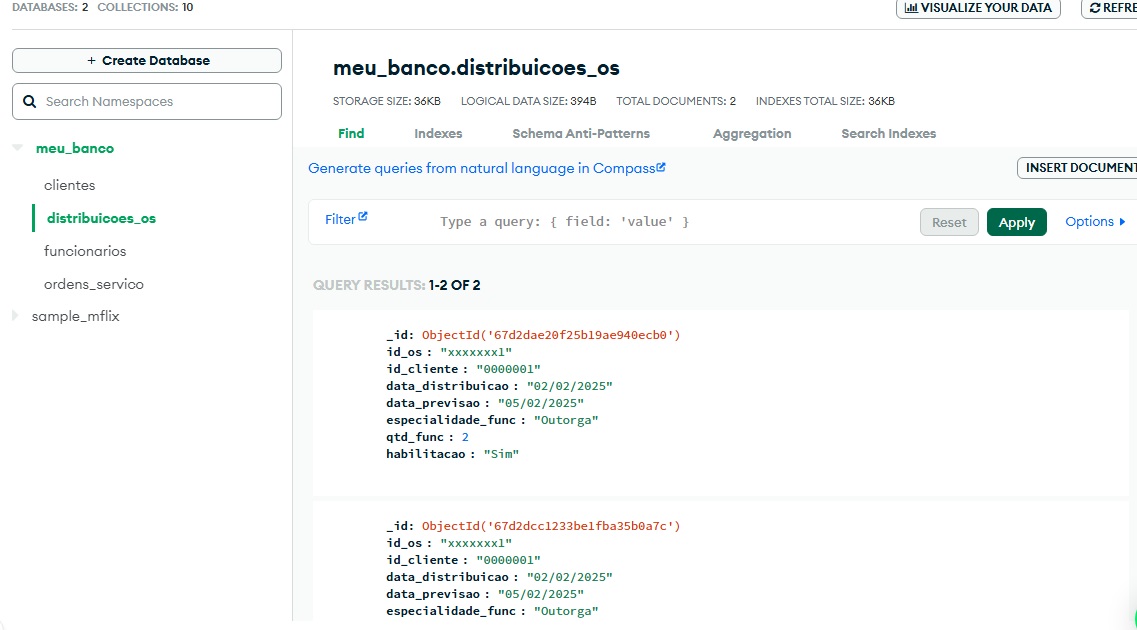 DATABASES: 2 COLLECTIONS: 10
VISUALIZE YOUR DATA
REFRE
+ Create Database
Search Namespaces
meu_banco
clientes
distribuicoes_os
funcionarios
ordens_servico
sample_mflix
meu_banco.distribuicoes_os
STORAGE SIZE: 36KB LOGICAL DATA SIZE: 394B TOTAL DOCUMENTS: 2 INDEXES TOTAL SIZE: 36KB
Find Indexes Schema Anti-Patterns Aggregation Search Indexes
Generate queries from natural language in Compass
INSERT DOCUMENT
Filter Type a query: { field: 'value' } Reset Apply Options
QUERY RESULTS: 1-2 OF 2
_id: ObjectId('67d2dae20f25b19ae940ecb0')
id_os : "xxxxxxx1"
id_cliente : "0000001"
data_distribuicao : "02/02/2025"
data_previsao : "05/02/2025"
especialidade_func : "Outorga"
qtd_func : 2
habilitacao : "Sim"
_id: ObjectId('67d2dcc1233be1fba35b0a7c')
id_os : "xxxxxxx1"
id_cliente : "0000001"
data_distribuicao : "02/02/2025"
data_previsao : "05/02/2025"
especialidade_func : "Outorga"